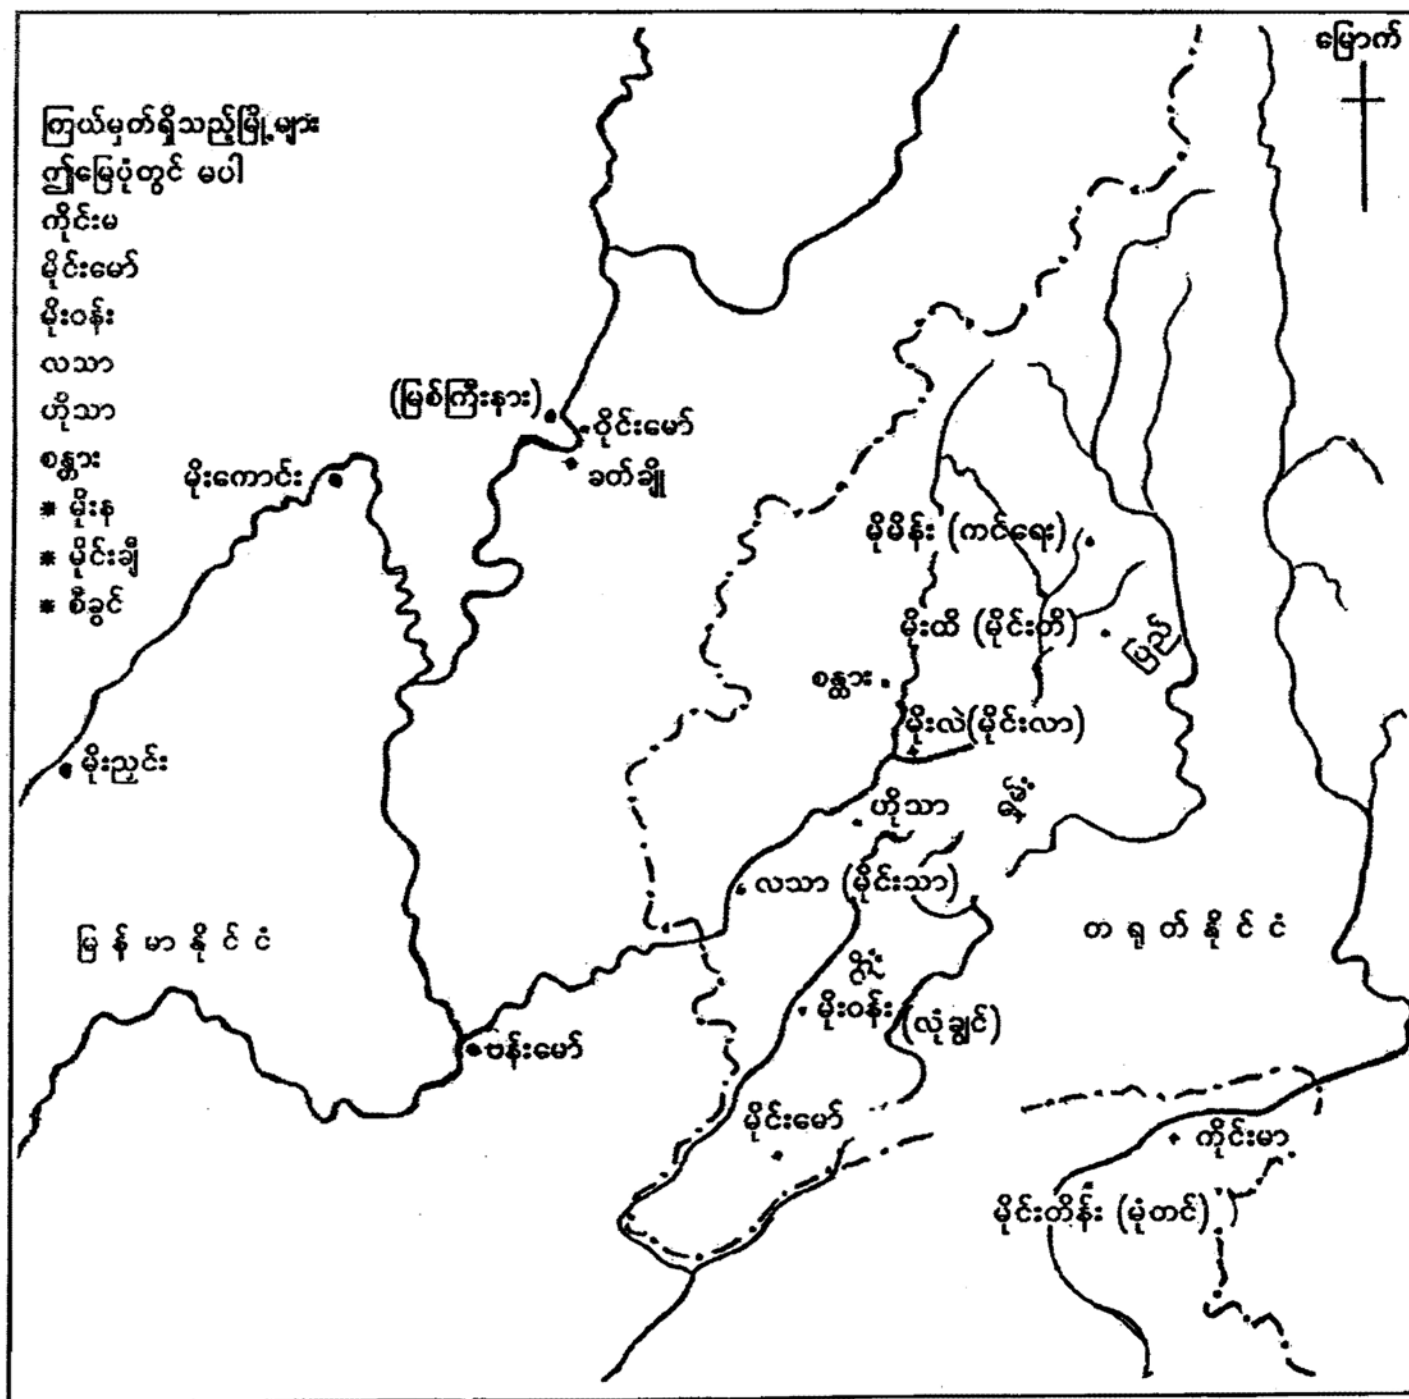 မြောက်
ကြယ်မှတ်ရှိသည့်မြို့များ
ဤမြေပုံတွင် မပါ
ကိုင်းမ
မိုင်းမော်
မိုးဝန်း
လသာ
ဟိုသာ
စန္တား
* မိုးန
* မိုင်းချီ
* စီခွင်
(မြစ်ကြီးနား)
ဝိုင်းမော်
ခတ်ချို
မိုးကောင်း
မိုမိန်း (ကင်ရေး)
မိုးထိ (မိုင်းတိ)
ပြည်
စန္ထား
မိုးလဲ(မိုင်းလာ)
မိုးညှင်း
ဟိုသာ
ရှမ်း
လသာ (မိုင်းသာ)
မြန်မာနိုင်ငံ
တရုတ်နိုင်ငံ
မိုးဝန်း (လုံချွင်)
ဗန်းမော်
မိုင်းမော်
ကိုင်းမာ
မိုင်းတိန်း (မုံတင်)